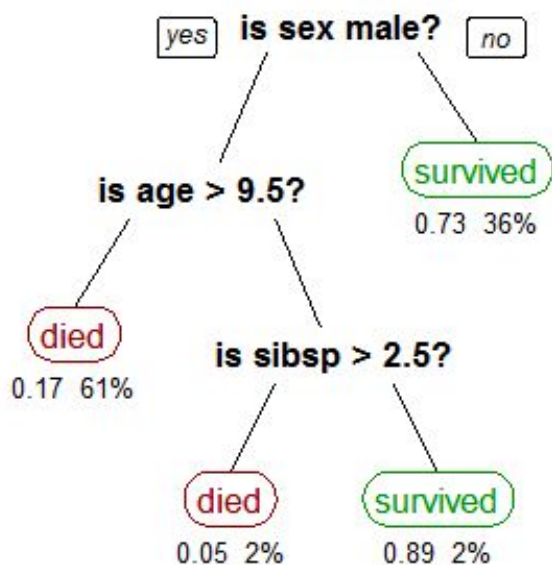 yes is sex male? no
survived
0.73 36%
is age > 9.5?
died
0.17 61%
is sibsp > 2.5?
died survived
0.05 2% 0.89 2%